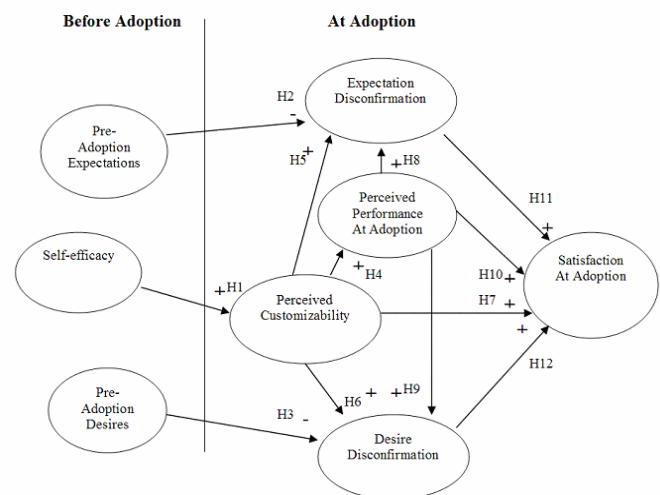 Before Adoption
At Adoption
Expectation
Disconfirmation
H2
-
Pre-
Adoption
Expectations
+
H5
+H8
Perceived
Performance
At Adoption
H11
+
Self-efficacy
Satisfaction
At Adoption
+H4
H10+
+H1
Perceived
Customizability
H7 +
+
H12
Pre-
Adoption
Desires
H6 +
+H9
H3 -
Desire
Disconfirmation